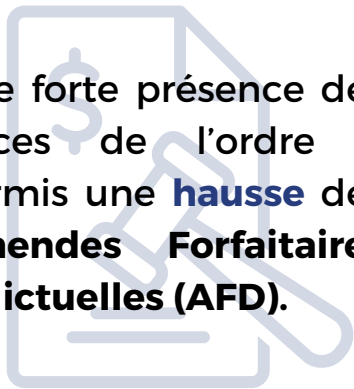 e forte présence de
ces de l’ordre
rmis une hausse de
nendes Forfaitaire
ictuelles (AFD).